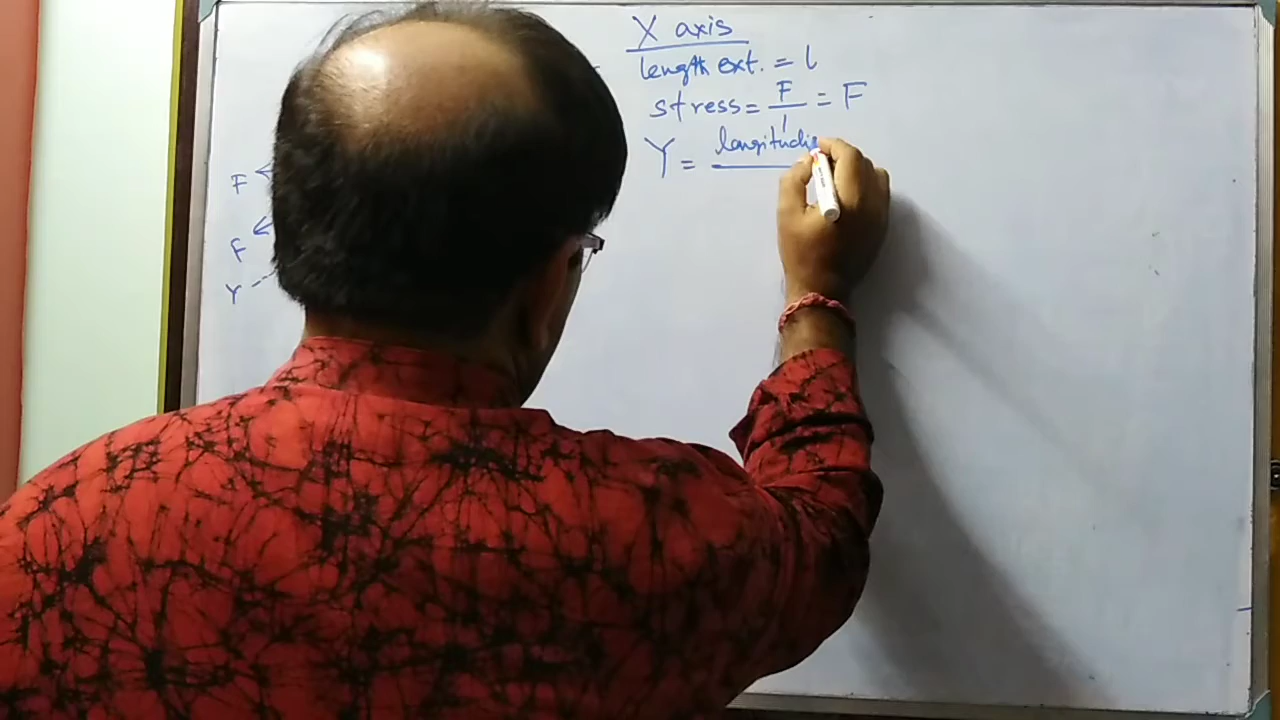 X axis
length ext. = l
stress = F/1 = F
Y = longitudi
F
F
Y